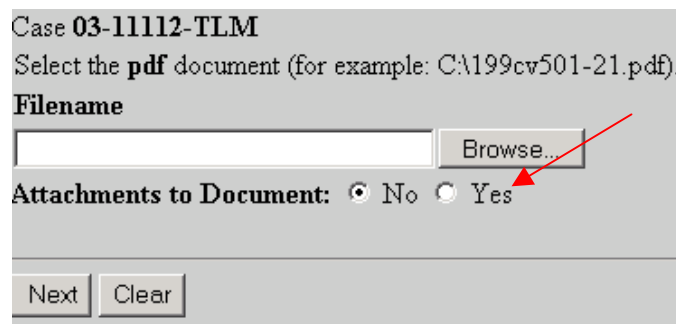 Case 03-11112-TLM
Select the pdf document (for example: C:\199cv501-21.pdf).
Filename
Browse...
Attachments to Document: No Yes
Next Clear